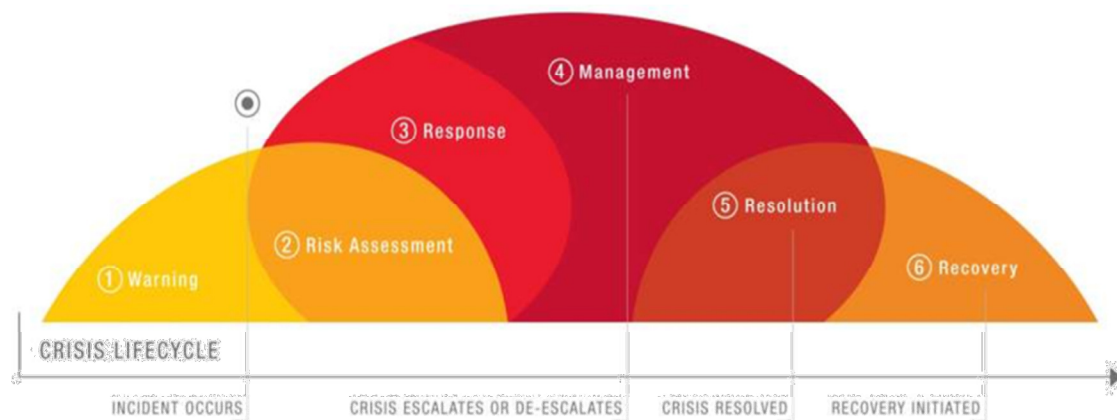 ④ Management
③ Response
⑤ Resolution
② Risk Assessment
⑥ Recovery
① Warning
CRISIS LIFECYCLE
INCIDENT OCCURS
CRISIS ESCALATES OR DE-ESCALATES
CRISIS RESOLVED
RECOVERY INITIATED